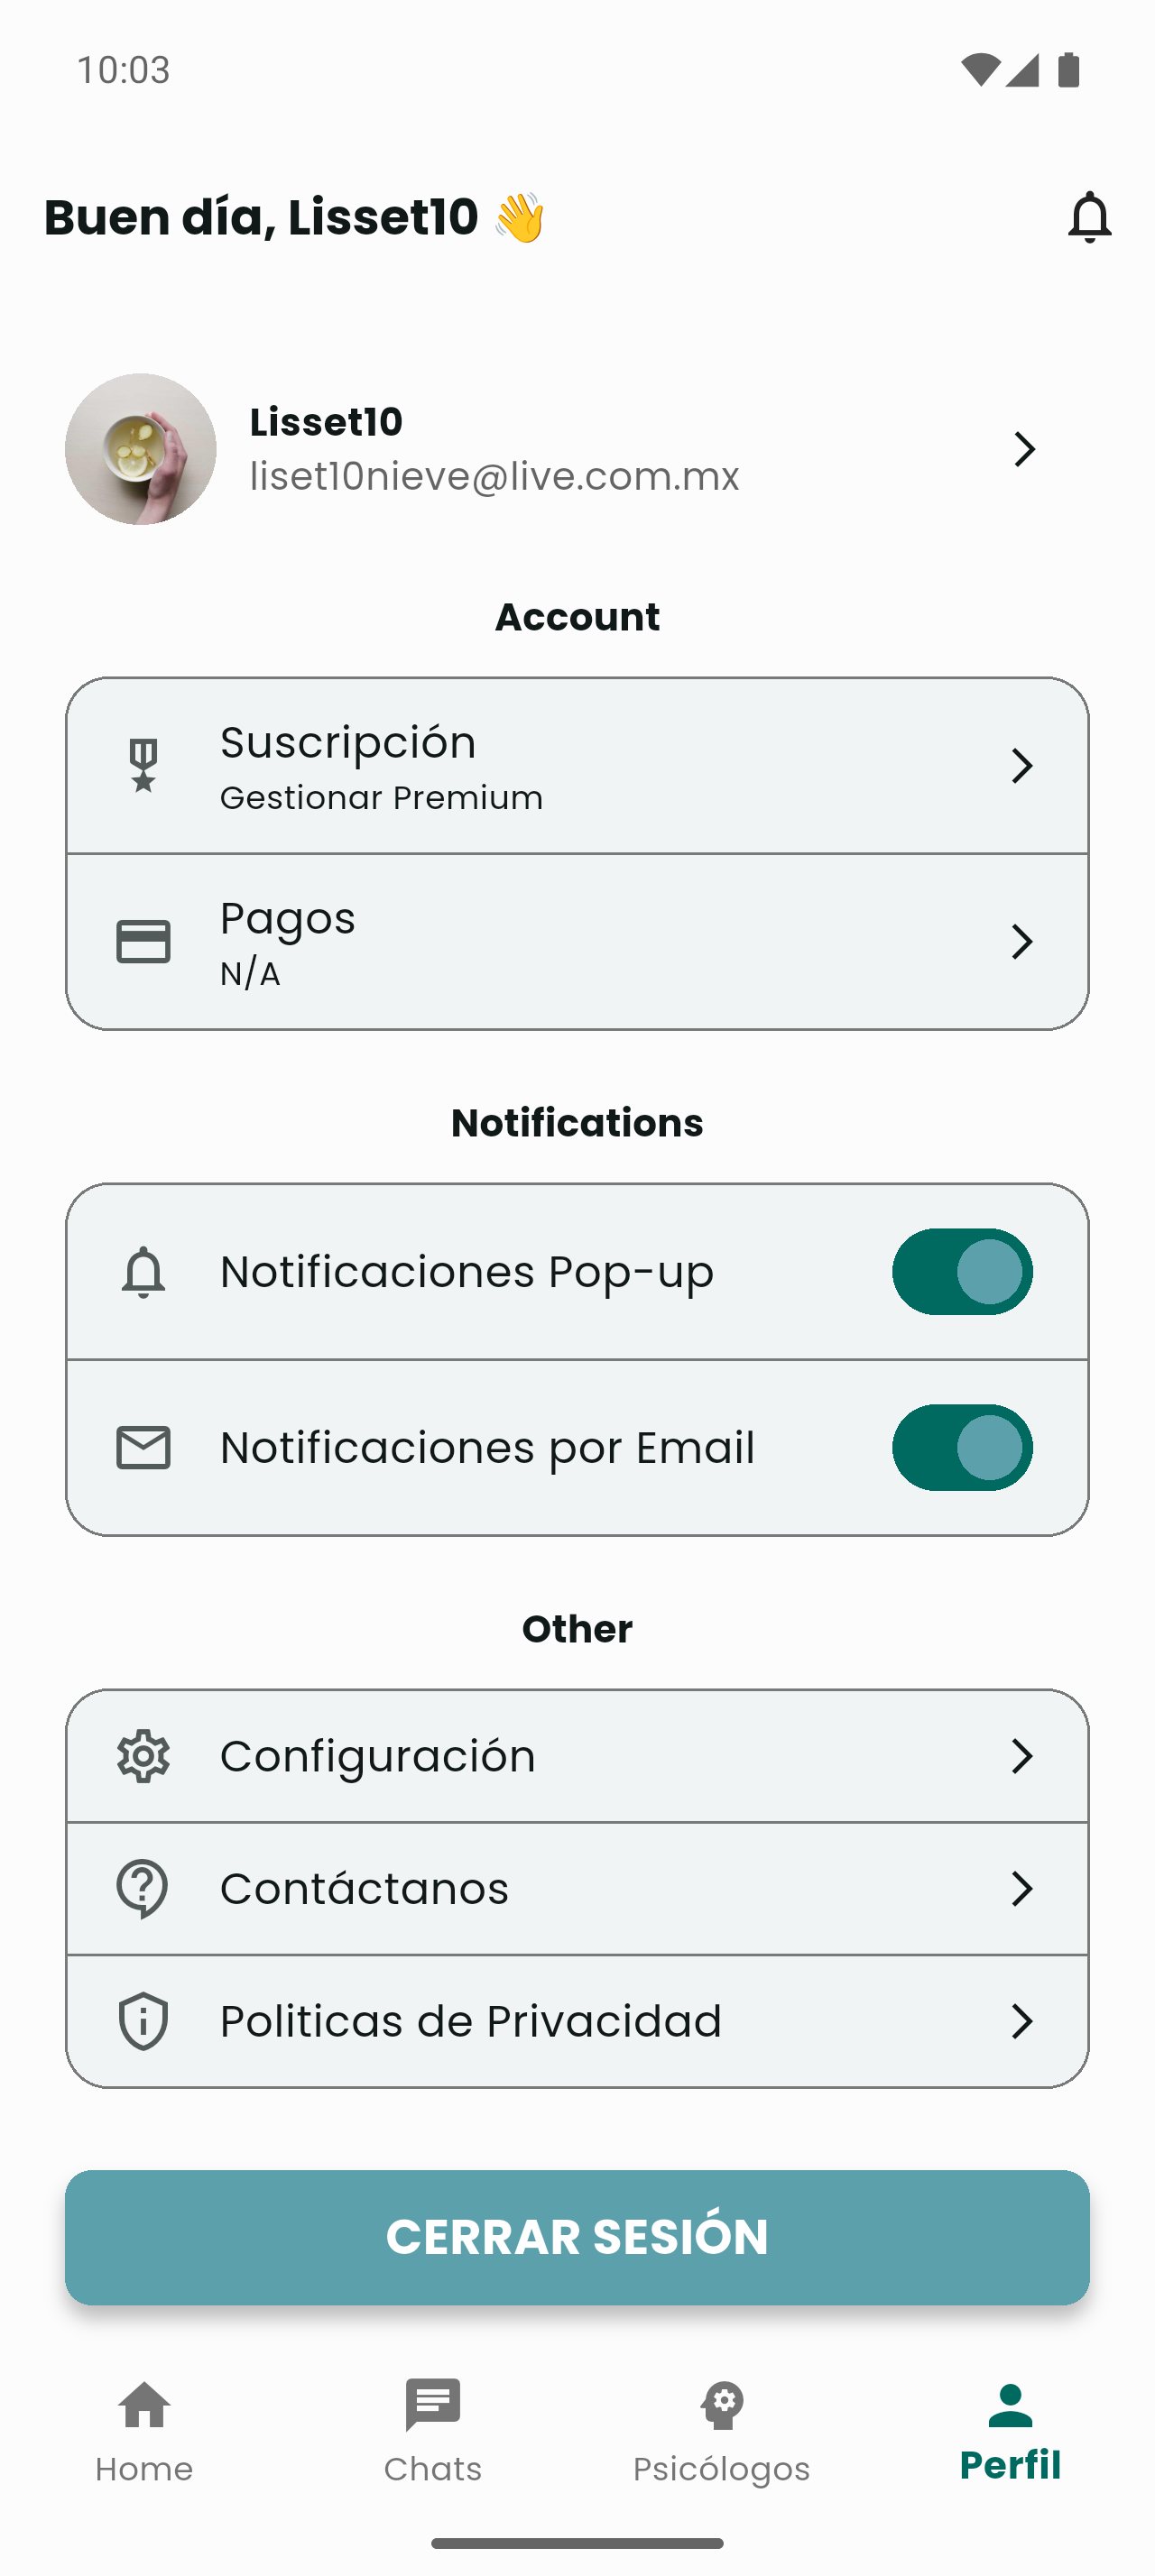 10:03
Buen día, Lisset10 👋
Lisset10
liset10nieve@live.com.mx
Account
Suscripción
Gestionar Premium
Pagos
N/A
Notifications
Notificaciones Pop-up
Notificaciones por Email
Other
Configuración
Contáctanos
Politicas de Privacidad
CERRAR SESIÓN
Home
Chats
Psicólogos
Perfil